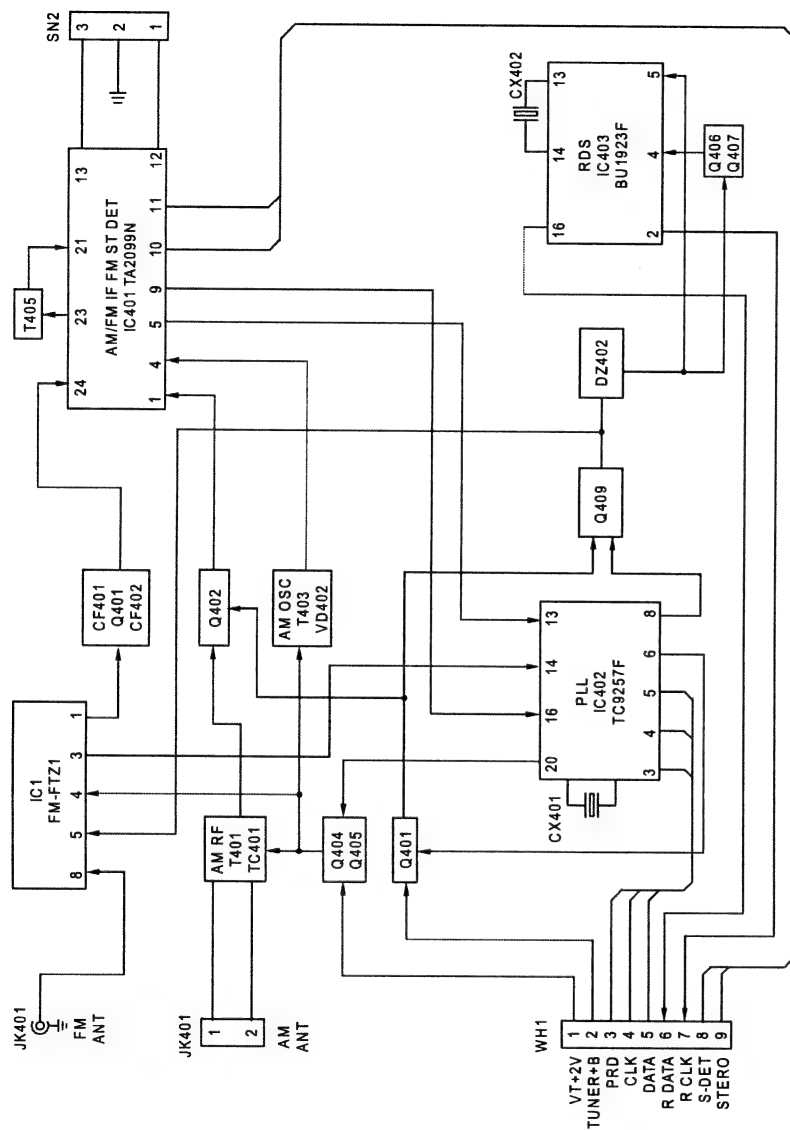 JK401
FM
ANT
8
5
4
3
1
IC1
FM-FTZ1
CF401
Q401
CF402
T405
24
23
21
13
AM/FM IF FM ST DET
IC401 TA2099N
1
4
5
9
10
11
12
SN2
3
2
1
JK401
1
2
AM
ANT
AM RF
T401
TC401
Q402
AM OSC
T403
VD402
Q404
Q405
Q401
CX401
20
16
14
13
PLL
IC402
TC9257F
3
4
5
6
8
Q409
DZ402
CX402
16
14
13
RDS
IC403
BU1923F
2
4
5
Q406
Q407
WH1
VT+2V 1
TUNER+B 2
PRD 3
CLK 4
DATA 5
R DATA 6
R CLK 7
S-DET 8
STERO 9